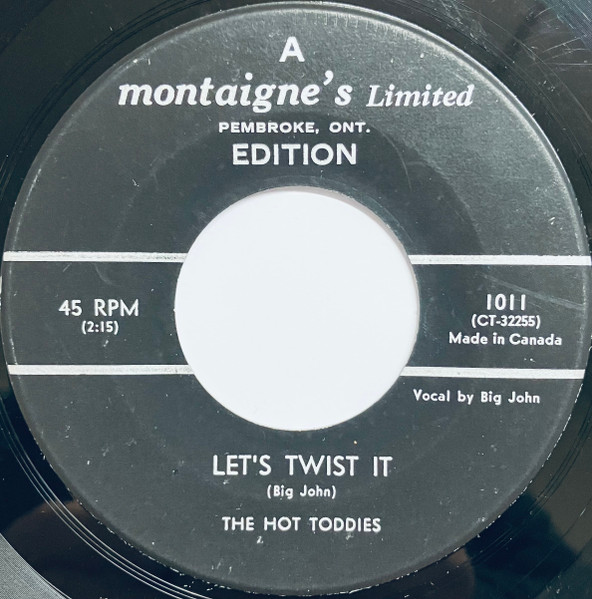 A
montaigne's Limited
PEMBROKE, ONT.
EDITION
45 RPM
(2:15)
1011
(CT-32255)
Made in Canada
Vocal by Big John
LET'S TWIST IT
(Big John)
THE HOT TODDIES